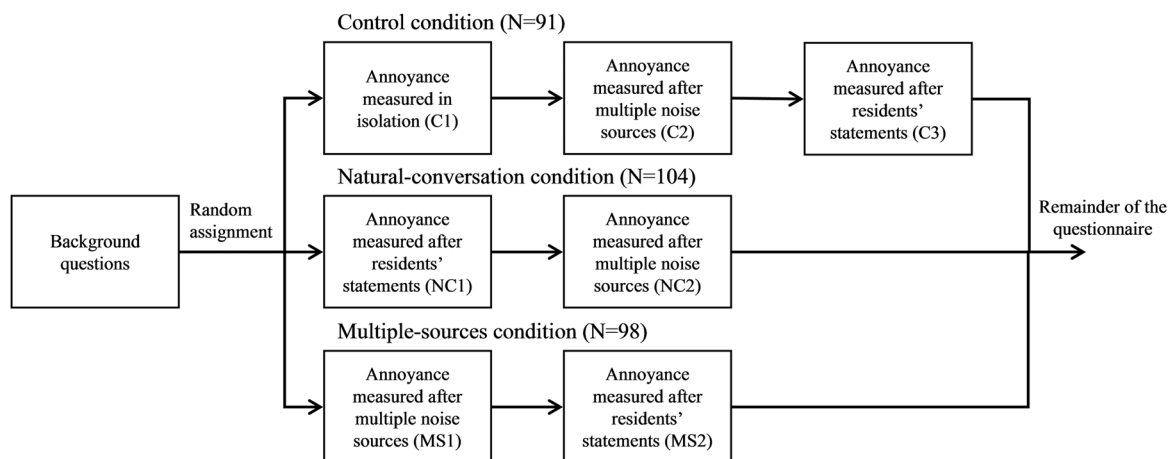 Control condition (N=91)
Annoyance
measured in
isolation (C1)
Annoyance
measured after
multiple noise
sources (C2)
Annoyance
measured after
residents'
statements (C3)
Natural-conversation condition (N=104)
Background
questions
Random
assignment
Annoyance
measured after
residents'
statements (NC1)
Annoyance
measured after
multiple noise
sources (NC2)
Remainder of the
questionnaire
Multiple-sources condition (N=98)
Annoyance
measured after
multiple noise
sources (MS1)
Annoyance
measured after
residents'
statements (MS2)